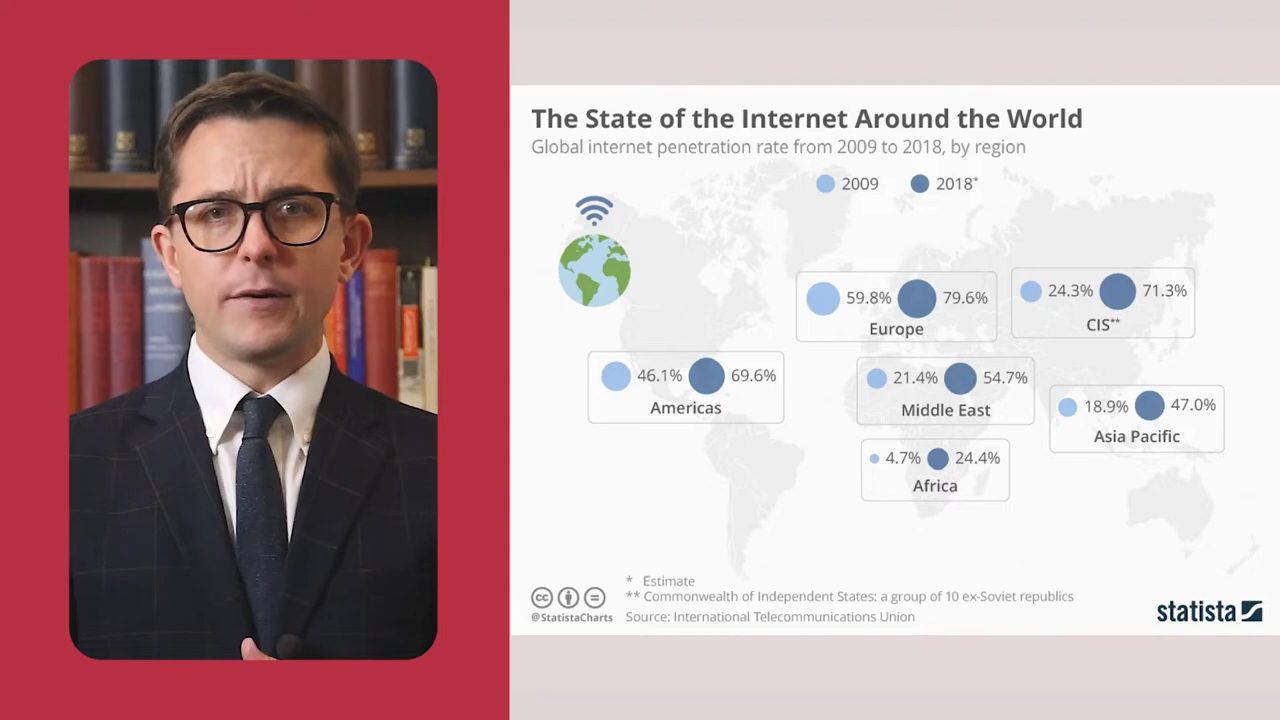 The State of the Internet Around the World
Global internet penetration rate from 2009 to 2018, by region
2009 2018*
59.8% 79.6%
Europe
24.3% 71.3%
CIS**
46.1% 69.6%
Americas
21.4% 54.7%
Middle East
18.9% 47.0%
Asia Pacific
4.7% 24.4%
Africa
* Estimate
** Commonwealth of Independent States: a group of 10 ex-Soviet republics
@StatistaCharts Source: International Telecommunications Union
cc
statista